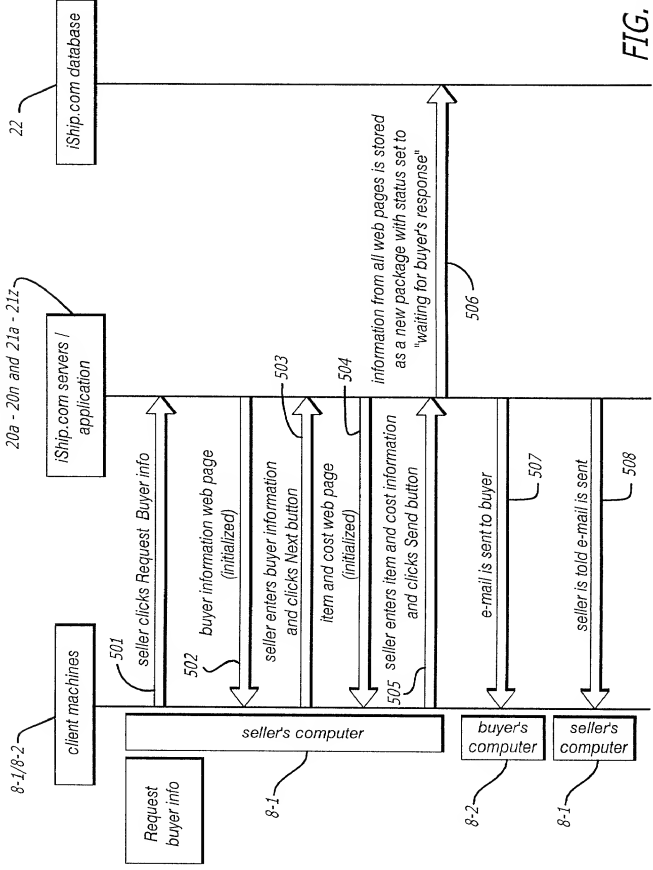 8-1/8-2
client machines
20a - 20n and 21a - 21z
iShip.com servers /
application
22
iShip.com database
Request
buyer info
seller's computer
8-1
501
seller clicks Request Buyer info
buyer information web page
(initialized)
502
seller enters buyer information
and clicks Next button
503
item and cost web page
(initialized)
504
seller enters item and cost information
and clicks Send button
505
information from all web pages is stored
as a new package with status set to
"waiting for buyer's response"
506
buyer's
computer
8-2
e-mail is sent to buyer
507
seller's
computer
8-1
seller is told e-mail is sent
508
FIG.